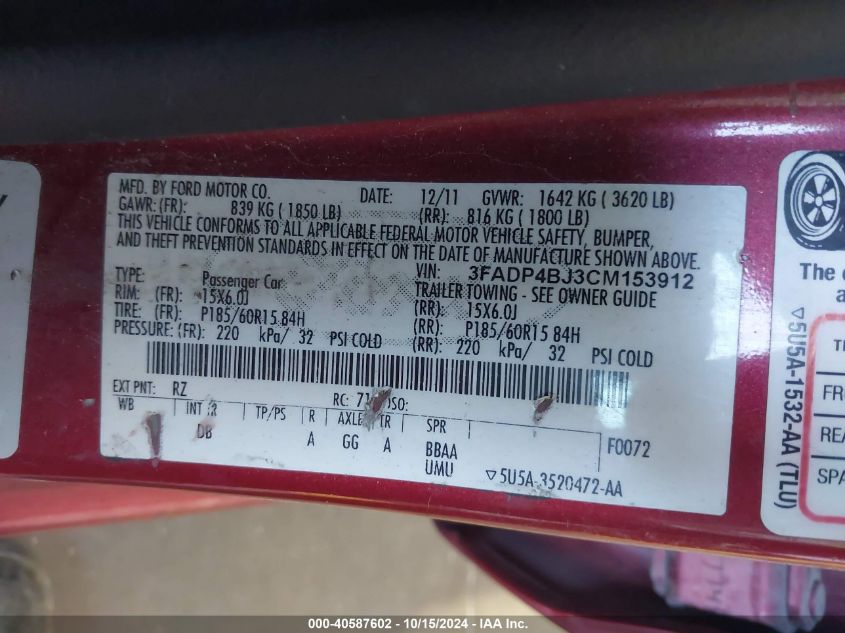 MFD. BY FORD MOTOR CO. DATE: 12/11 GVWR: 1642 KG ( 3620 LB)
GAWR: (FR): 839 KG ( 1850 LB) (RR): 816 KG ( 1800 LB)
THIS VEHICLE CONFORMS TO ALL APPLICABLE FEDERAL MOTOR VEHICLE SAFETY, BUMPER,
AND THEFT PREVENTION STANDARDS IN EFFECT ON THE DATE OF MANUFACTURE SHOWN ABOVE.
VIN: 3FADP4BJ3CM153912
TYPE: Passenger Car TRAILER TOWING - SEE OWNER GUIDE
RIM: (FR): 15X6.0J (RR): 15X6.0J
TIRE: (FR): P185/60R15 84H (RR): P185/60R15 84H
PRESSURE: (FR): 220 kPa/ 32 PSI COLD (RR): 220 kPa/ 32 PSI COLD
EXT PNT: RZ RC: DSO:
WB INT TR TP/PS R AXLE TR SPR F0072
DB A GG A BBAA
UMU
▽5U5A-3520472-AA
The
▽5U5A-1532-AA (TLU)
000-40587602 - 10/15/2024 - IAA Inc.